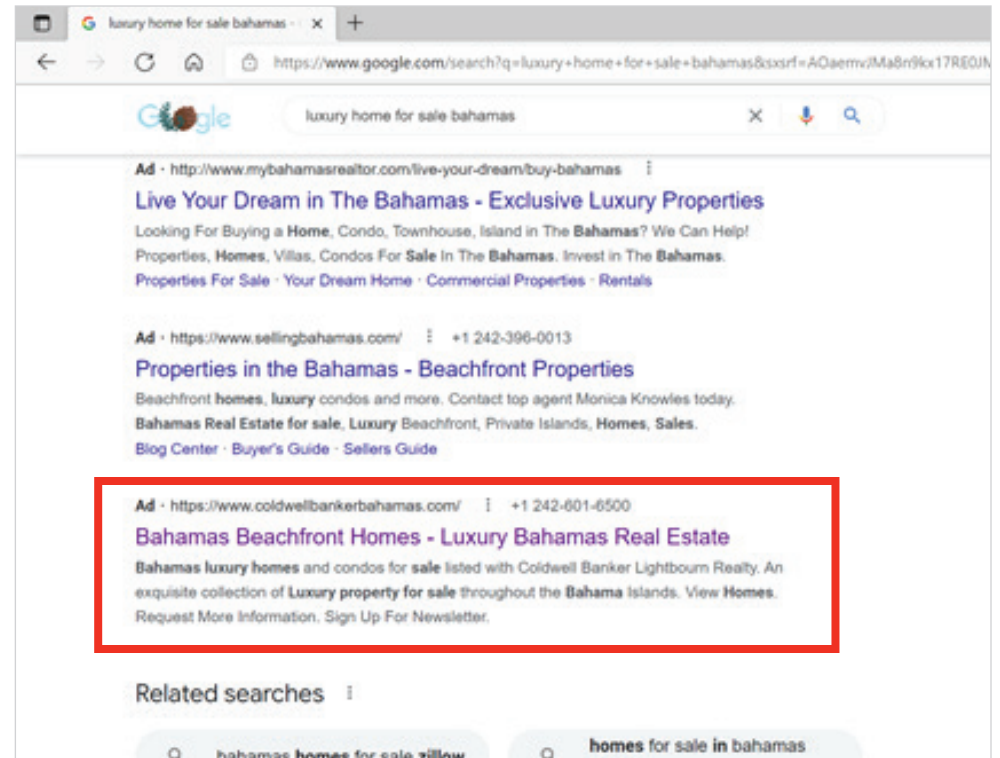 luxury home for sale bahamas -
https://www.google.com/search?q=luxury+home+for+sale+bahamas&sxsrf=
Google
luxury home for sale bahamas
Ad · http://www.mybahamasrealtor.com/live-your-dream/buy-bahamas
Live Your Dream in The Bahamas - Exclusive Luxury Properties
Looking For Buying a Home, Condo, Townhouse, Island in The Bahamas? We Can Help!
Properties, Homes, Villas, Condos For Sale In The Bahamas. Invest in The Bahamas.
Properties For Sale · Your Dream Home · Commercial Properties · Rentals
Ad · https://www.sellingbahamas.com/ +1 242-396-0013
Properties in the Bahamas - Beachfront Properties
Beachfront homes, luxury condos and more. Contact top agent Monica Knowles today.
Bahamas Real Estate for sale, Luxury Beachfront, Private Islands, Homes, Sales.
Blog Center · Buyer's Guide · Sellers Guide
Ad · https://www.coldwellbankerbahamas.com/ +1 242-601-6500
Bahamas Beachfront Homes - Luxury Bahamas Real Estate
Bahamas luxury homes and condos for sale listed with Coldwell Banker Lightbourn Realty. An
exquisite collection of Luxury property for sale throughout the Bahama Islands. View Homes.
Request More Information. Sign Up For Newsletter.
Related searches
bahamas homes for sale zillow
homes for sale in bahamas